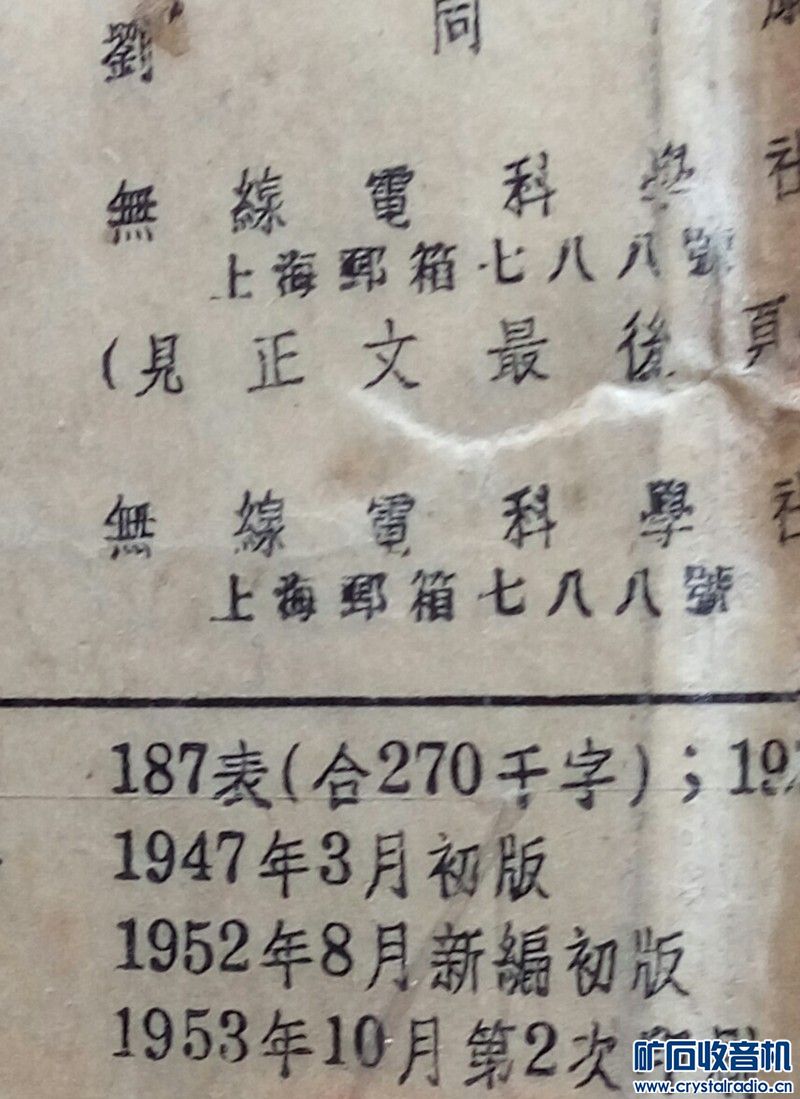 劉 同 康
無線電科學社
上海郵箱七八八號
(見正文最後頁
無線電科學社
上海郵箱七八八號
187表(合270千字)；19
1947年3月初版
1952年8月新編初版
1953年10月第2次
矿石收音机
www.crystalradio.cn